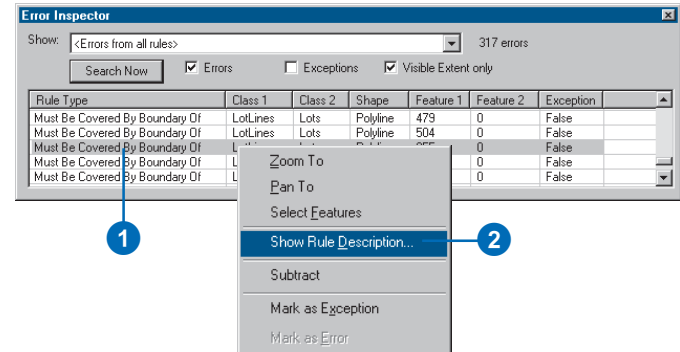 Error Inspector
Show: <Errors from all rules> 317 errors
Search Now Errors Exceptions Visible Extent only
Rule Type Class 1 Class 2 Shape Feature 1 Feature 2 Exception
Must Be Covered By Boundary Of LotLines Lots Polyline 479 0 False
Must Be Covered By Boundary Of LotLines Lots Polyline 504 0 False
Must Be Covered By Boundary Of 0 False
Must Be Covered By Boundary Of 0 False
Must Be Covered By Boundary Of 0 False
Zoom To
Pan To
Select Features
1 Show Rule Description... 2
Subtract
Mark as Exception
Mark as Error